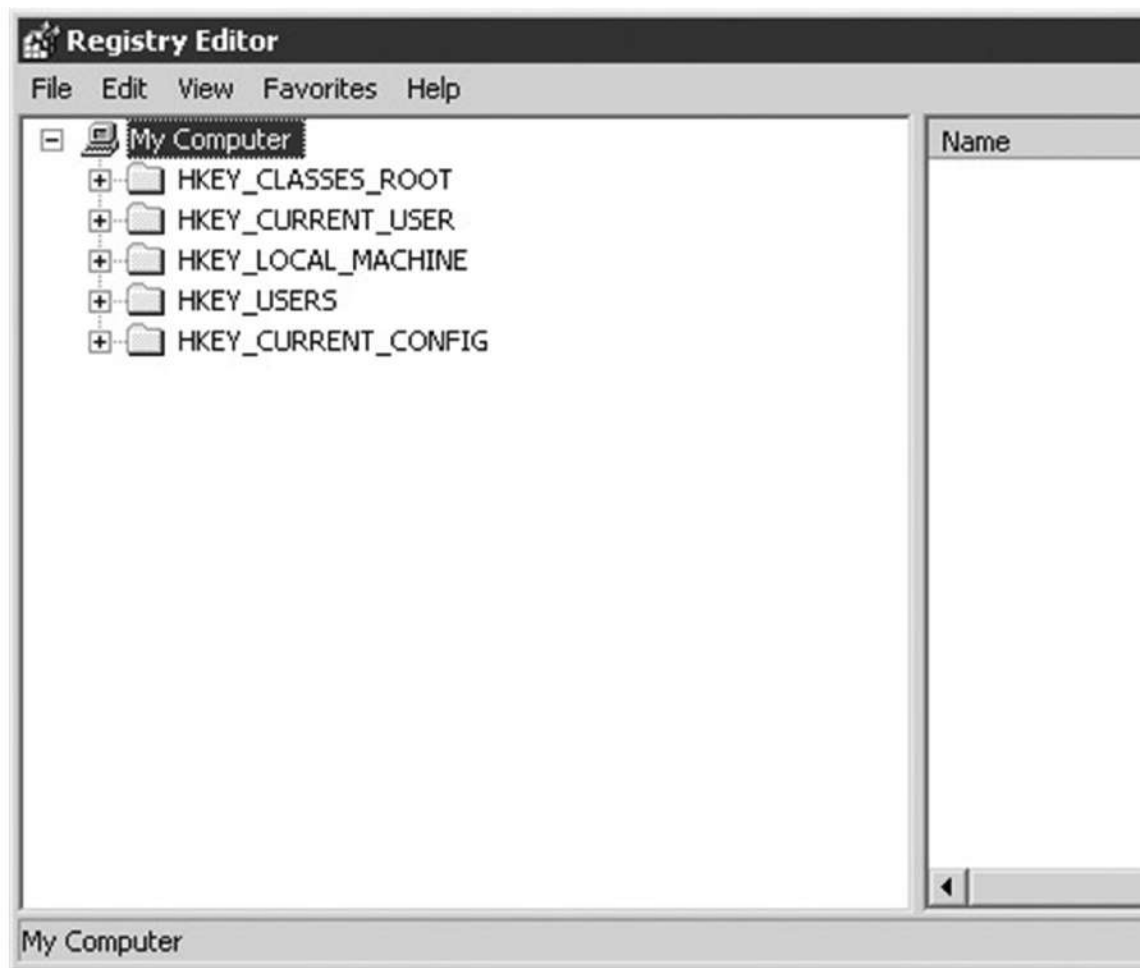 Registry Editor
File Edit View Favorites Help
My Computer
Name
HKEY_CLASSES_ROOT
HKEY_CURRENT_USER
HKEY_LOCAL_MACHINE
HKEY_USERS
HKEY_CURRENT_CONFIG
My Computer